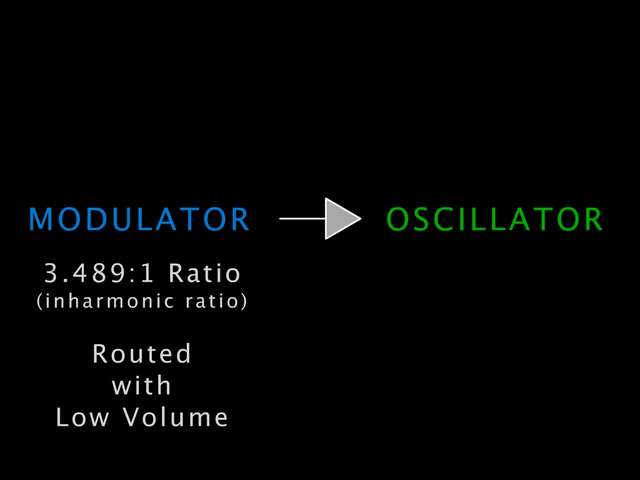 MODULATOR OSCILLATOR
3.489:1 Ratio
(inharmonic ratio)
Routed
with
Low Volume